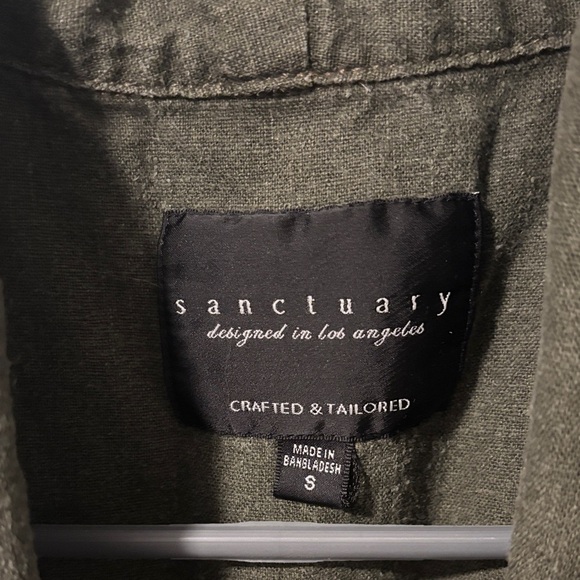 sanctuary
designed in los angeles
CRAFTED & TAILORED
MADE IN
BANGLADESH
S